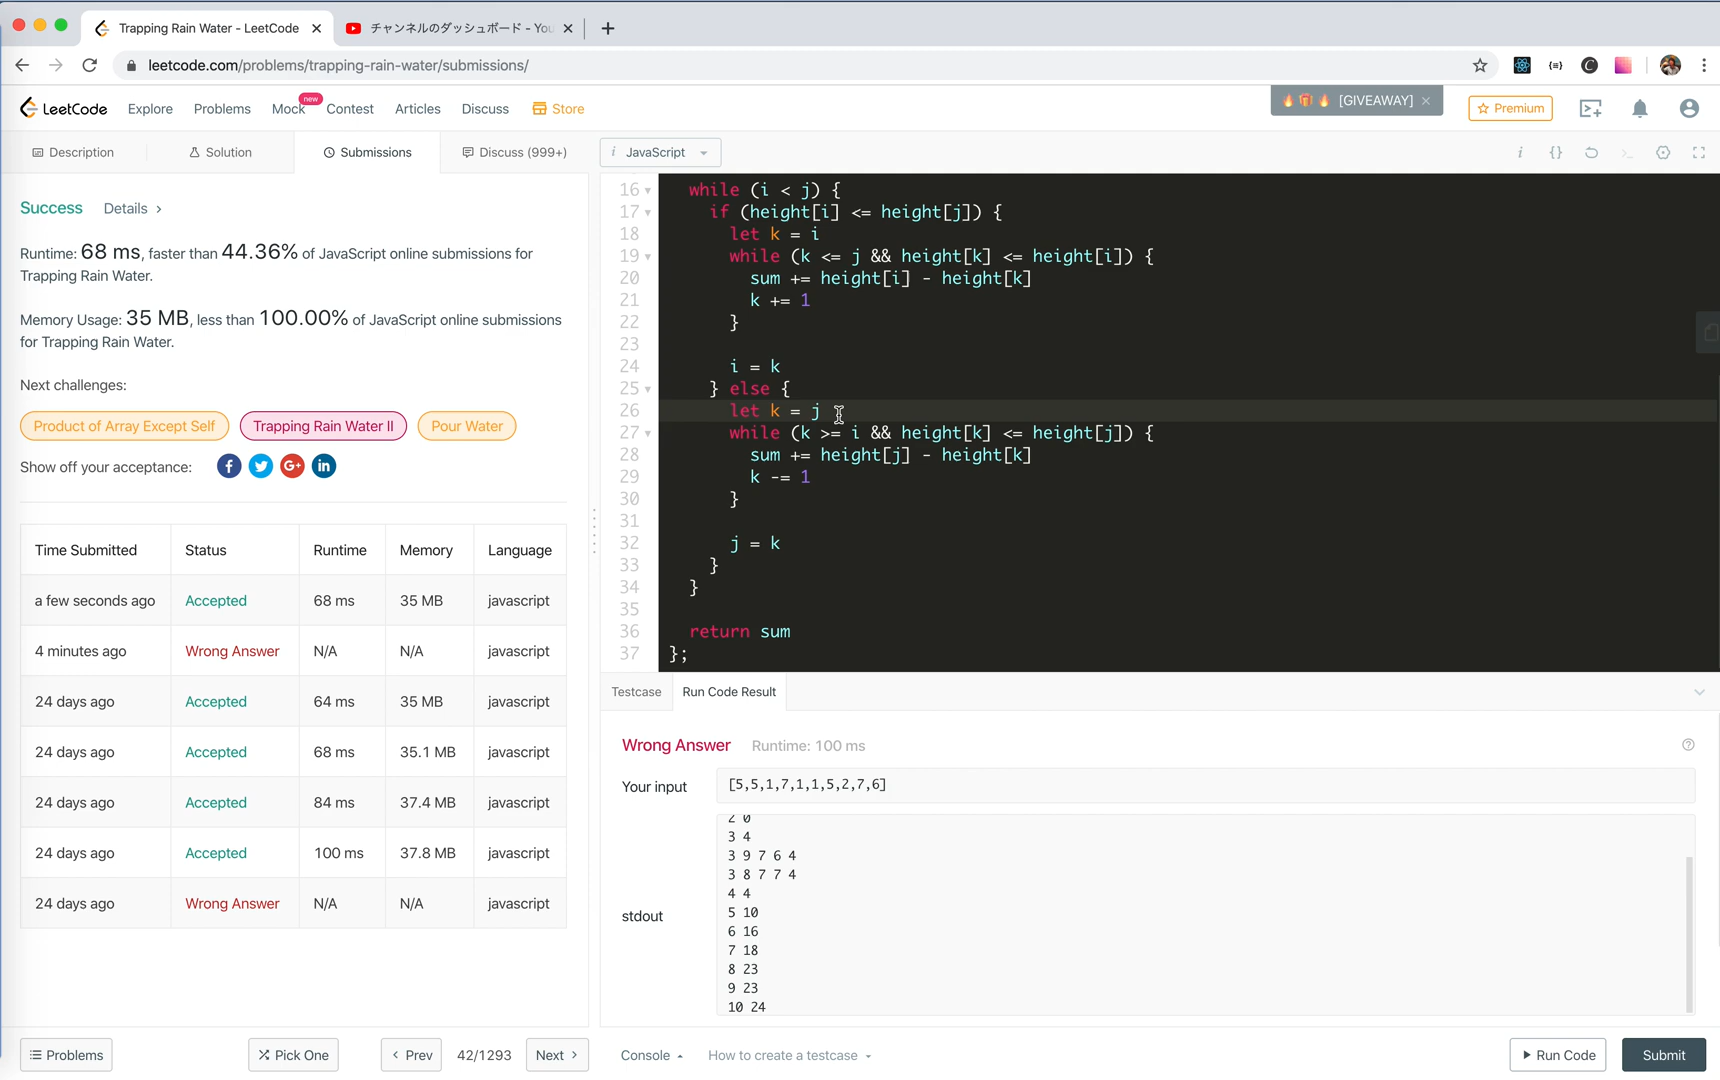 Trapping Rain Water - LeetCode
チャンネルのダッシュボード - You
leetcode.com/problems/trapping-rain-water/submissions/
LeetCode
Explore
Problems
Mock
new
Contest
Articles
Discuss
Store
[GIVEAWAY]
Premium
Description
Solution
Submissions
Discuss (999+)
JavaScript
Success
Details
Runtime: 68 ms, faster than 44.36% of JavaScript online submissions for
Trapping Rain Water.
Memory Usage: 35 MB, less than 100.00% of JavaScript online submissions
for Trapping Rain Water.
Next challenges:
Product of Array Except Self
Trapping Rain Water II
Pour Water
Show off your acceptance:
Time Submitted Status Runtime Memory Language
a few seconds ago Accepted 68 ms 35 MB javascript
4 minutes ago Wrong Answer N/A N/A javascript
24 days ago Accepted 64 ms 35 MB javascript
24 days ago Accepted 68 ms 35.1 MB javascript
24 days ago Accepted 84 ms 37.4 MB javascript
24 days ago Accepted 100 ms 37.8 MB javascript
24 days ago Wrong Answer N/A N/A javascript
16 while (i < j) {
17 if (height[i] <= height[j]) {
18 let k = i
19 while (k <= j && height[k] <= height[i]) {
20 sum += height[i] - height[k]
21 k += 1
22 }
23
24 i = k
25 } else {
26 let k = j
27 while (k >= i && height[k] <= height[j]) {
28 sum += height[j] - height[k]
29 k -= 1
30 }
31
32 j = k
33 }
34 }
35
36 return sum
37 };
Testcase
Run Code Result
Wrong Answer
Runtime: 100 ms
Your input
[5,5,1,7,1,1,5,2,7,6]
stdout
2 0
3 4
3 9 7 6 4
3 8 7 7 4
4 4
5 10
6 16
7 18
8 23
9 23
10 24
Problems
Pick One
Prev
42/1293
Next
Console
How to create a testcase
Run Code
Submit